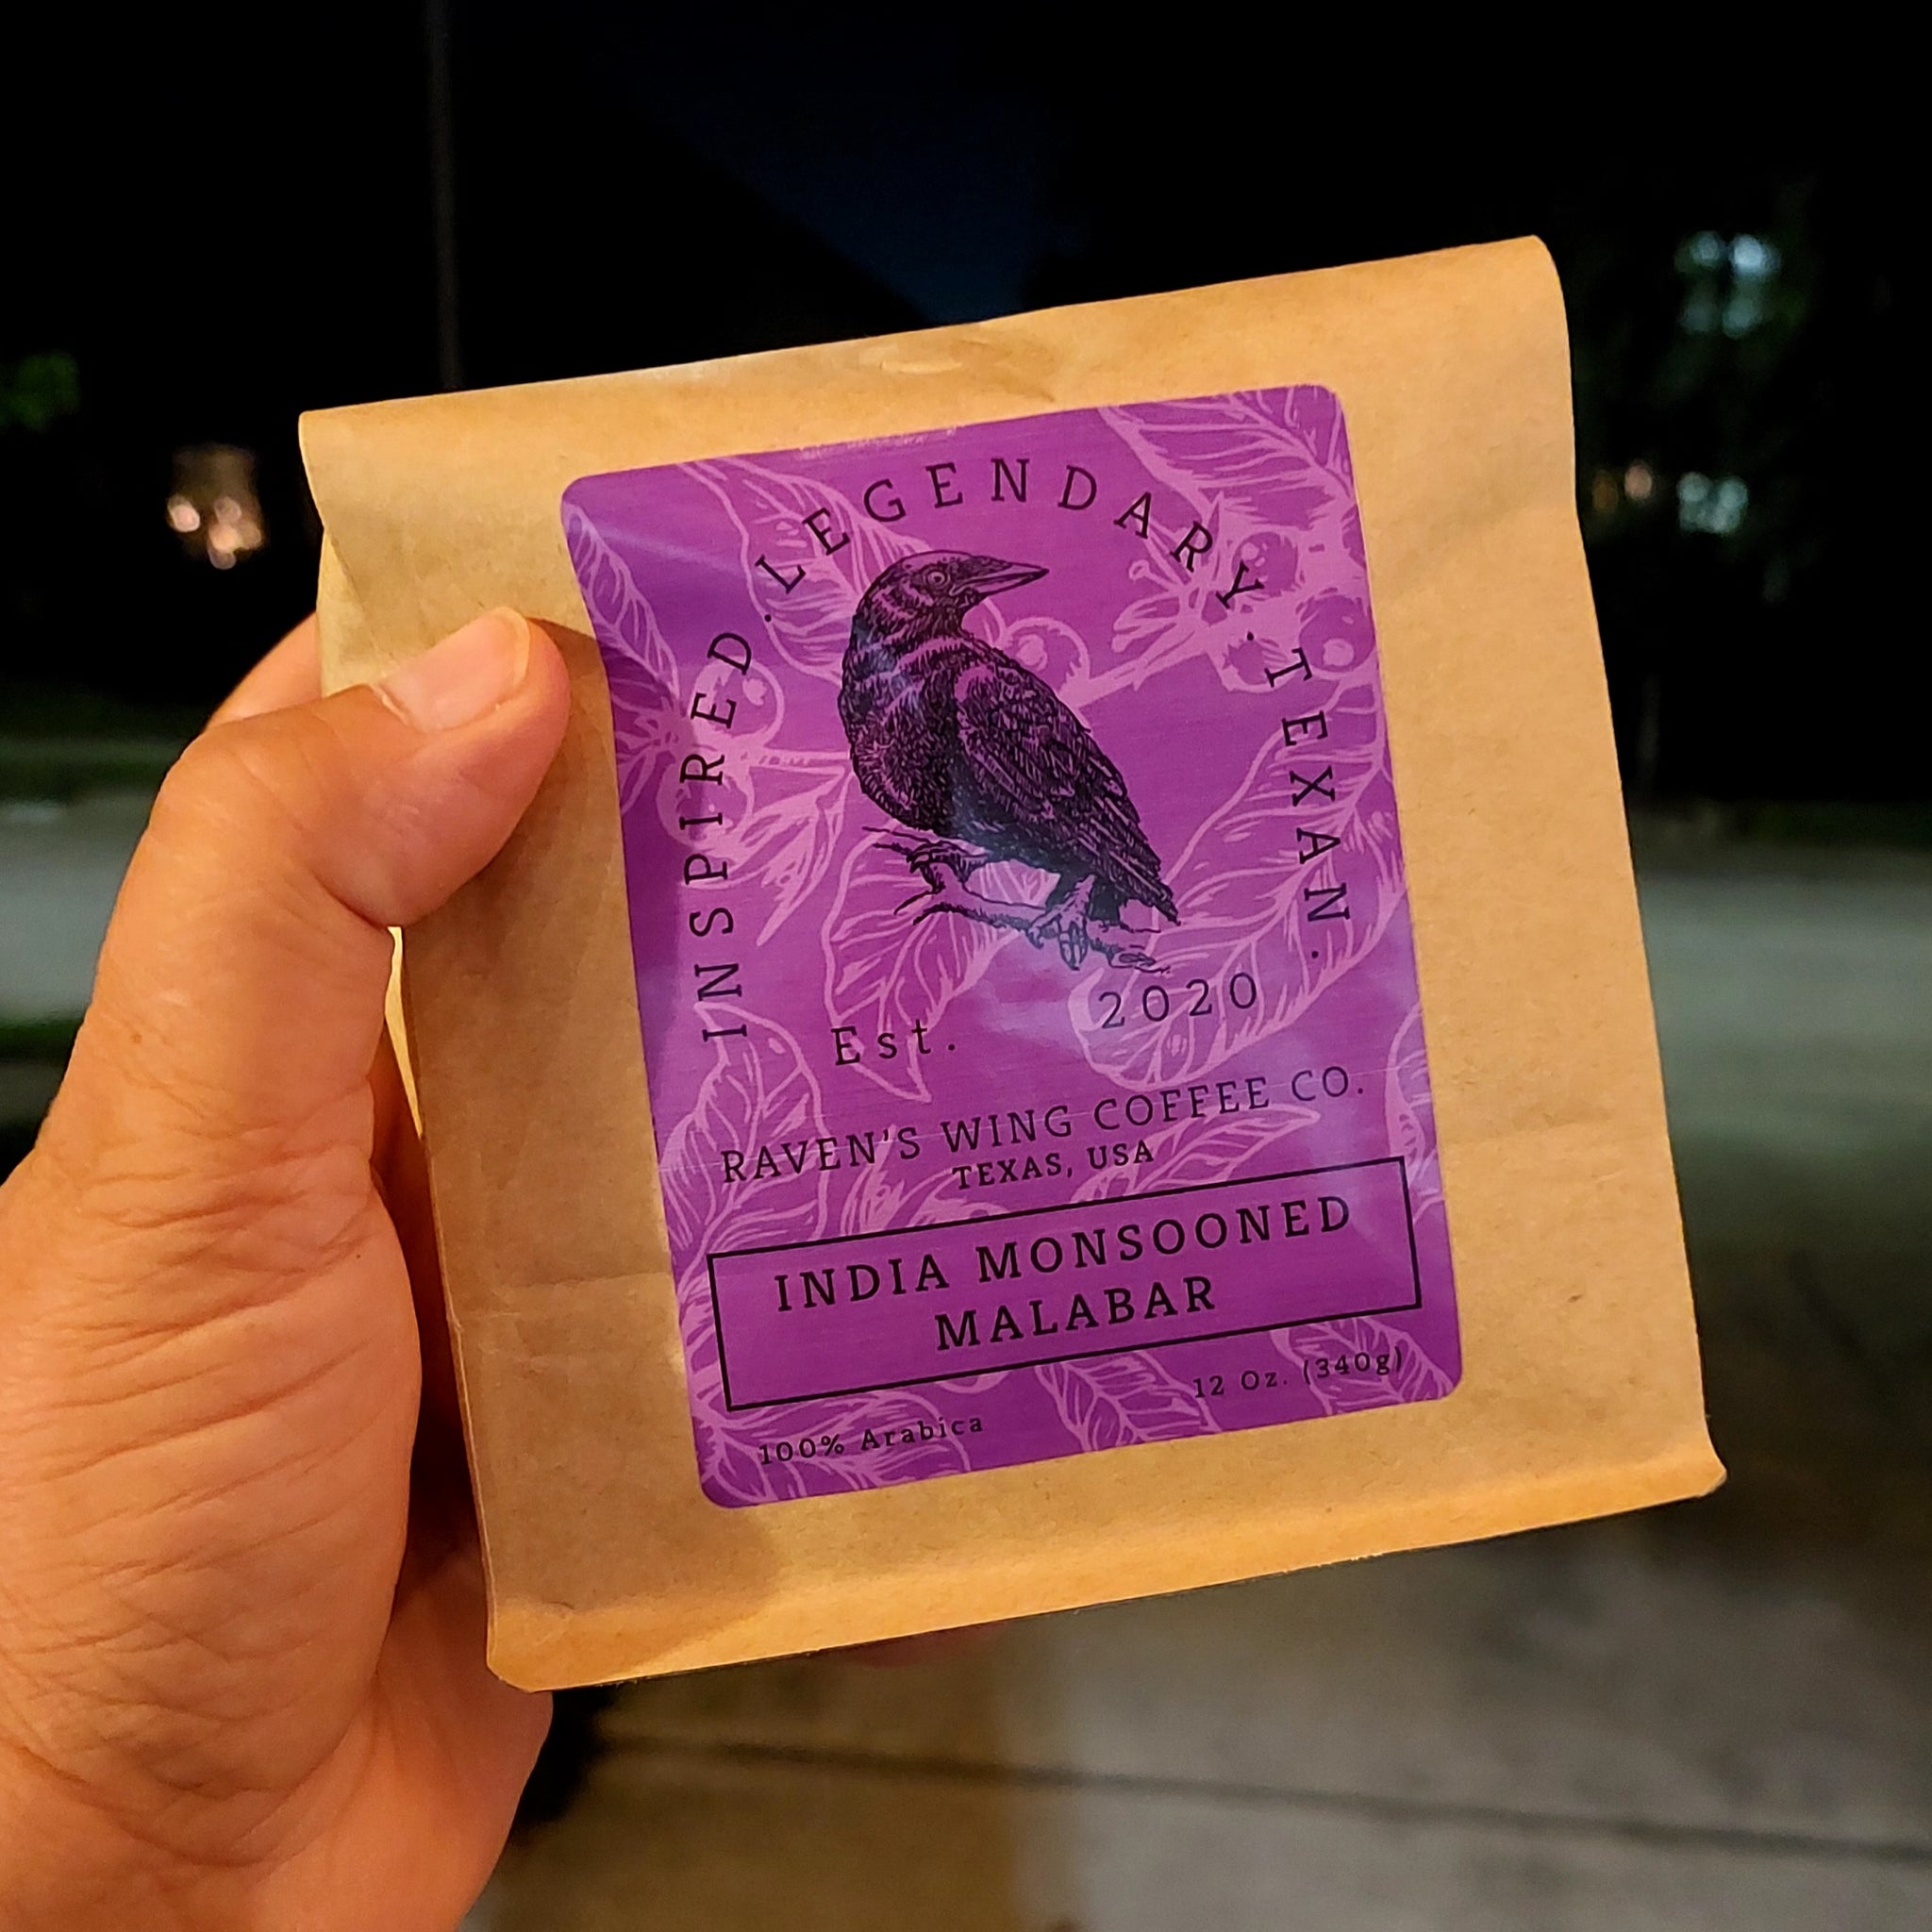 INSPIRED · LEGENDARY · TEXAN ·
Est. 2020
RAVEN'S WING COFFEE CO.
TEXAS, USA
INDIA MONSOONED
MALABAR
100% Arabica
12 Oz. (340g)